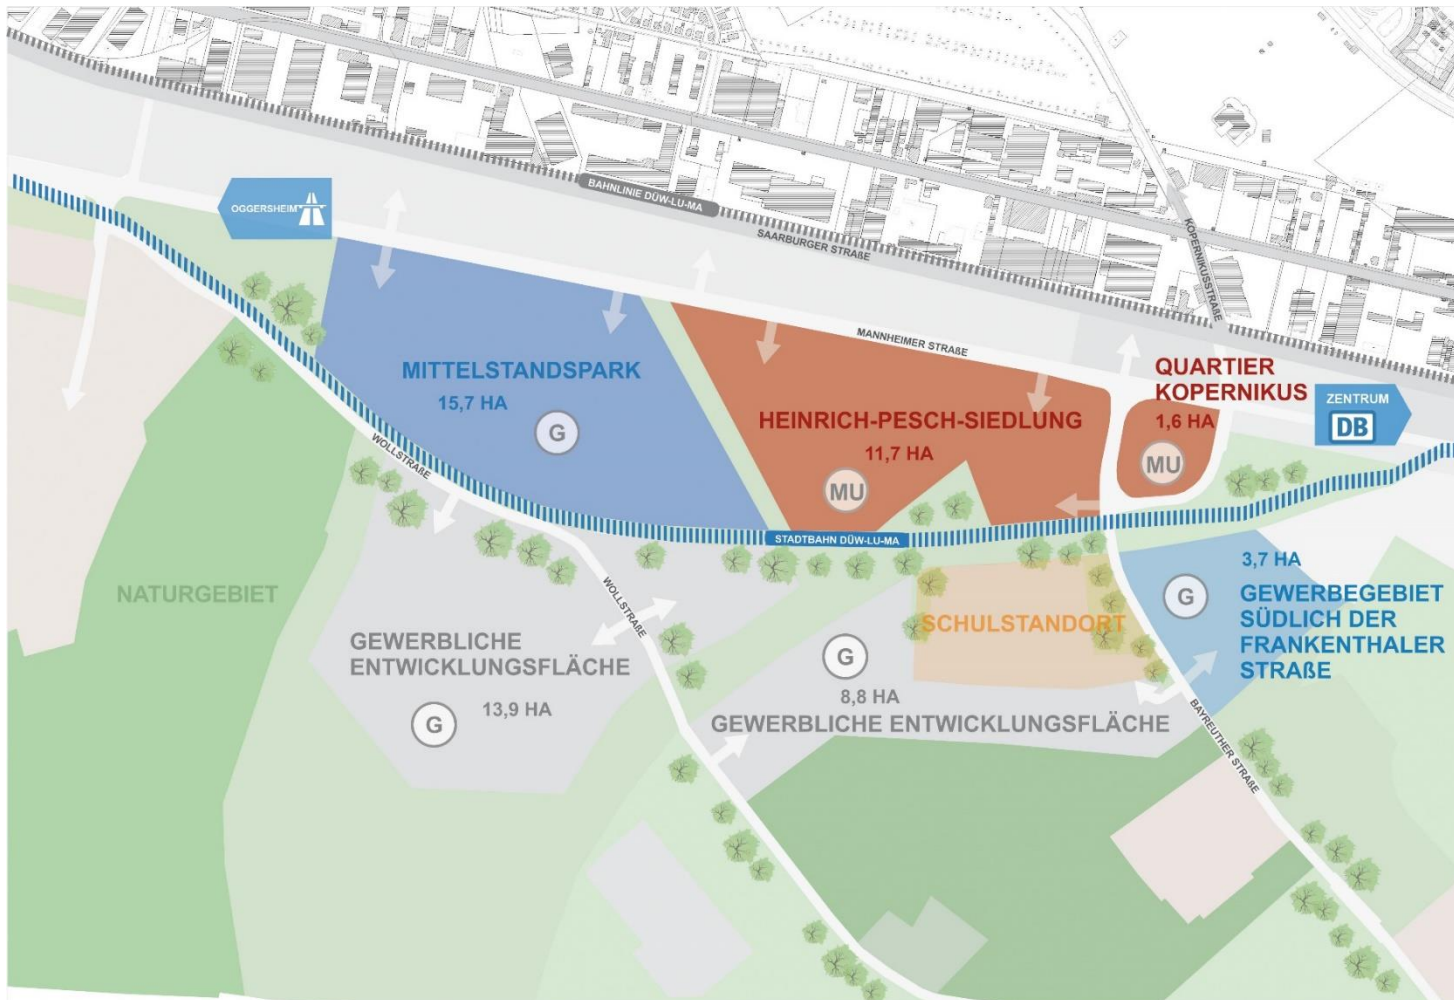 BAHNLINIE DÜW-LU-MA
SAARBURGER STRAßE
KOPERNIKUSSTRAßE
OGGERSHEIM
MANNHEIMER STRAßE
MITTELSTANDSPARK
15,7 HA
G
HEINRICH-PESCH-SIEDLUNG
11,7 HA
MU
QUARTIER
KOPERNIKUS
1,6 HA
MU
ZENTRUM
DB
WOLLSTRAßE
STADTBAHN DÜW-LU-MA
NATURGEBIET
WOLLSTRAßE
GEWERBLICHE
ENTWICKLUNGSFLÄCHE
13,9 HA
G
SCHULSTANDORT
G
8,8 HA
GEWERBLICHE ENTWICKLUNGSFLÄCHE
3,7 HA
G
GEWERBEGEBIET
SÜDLICH DER
FRANKENTHALER
STRAßE
BAYREUTHER STRAßE